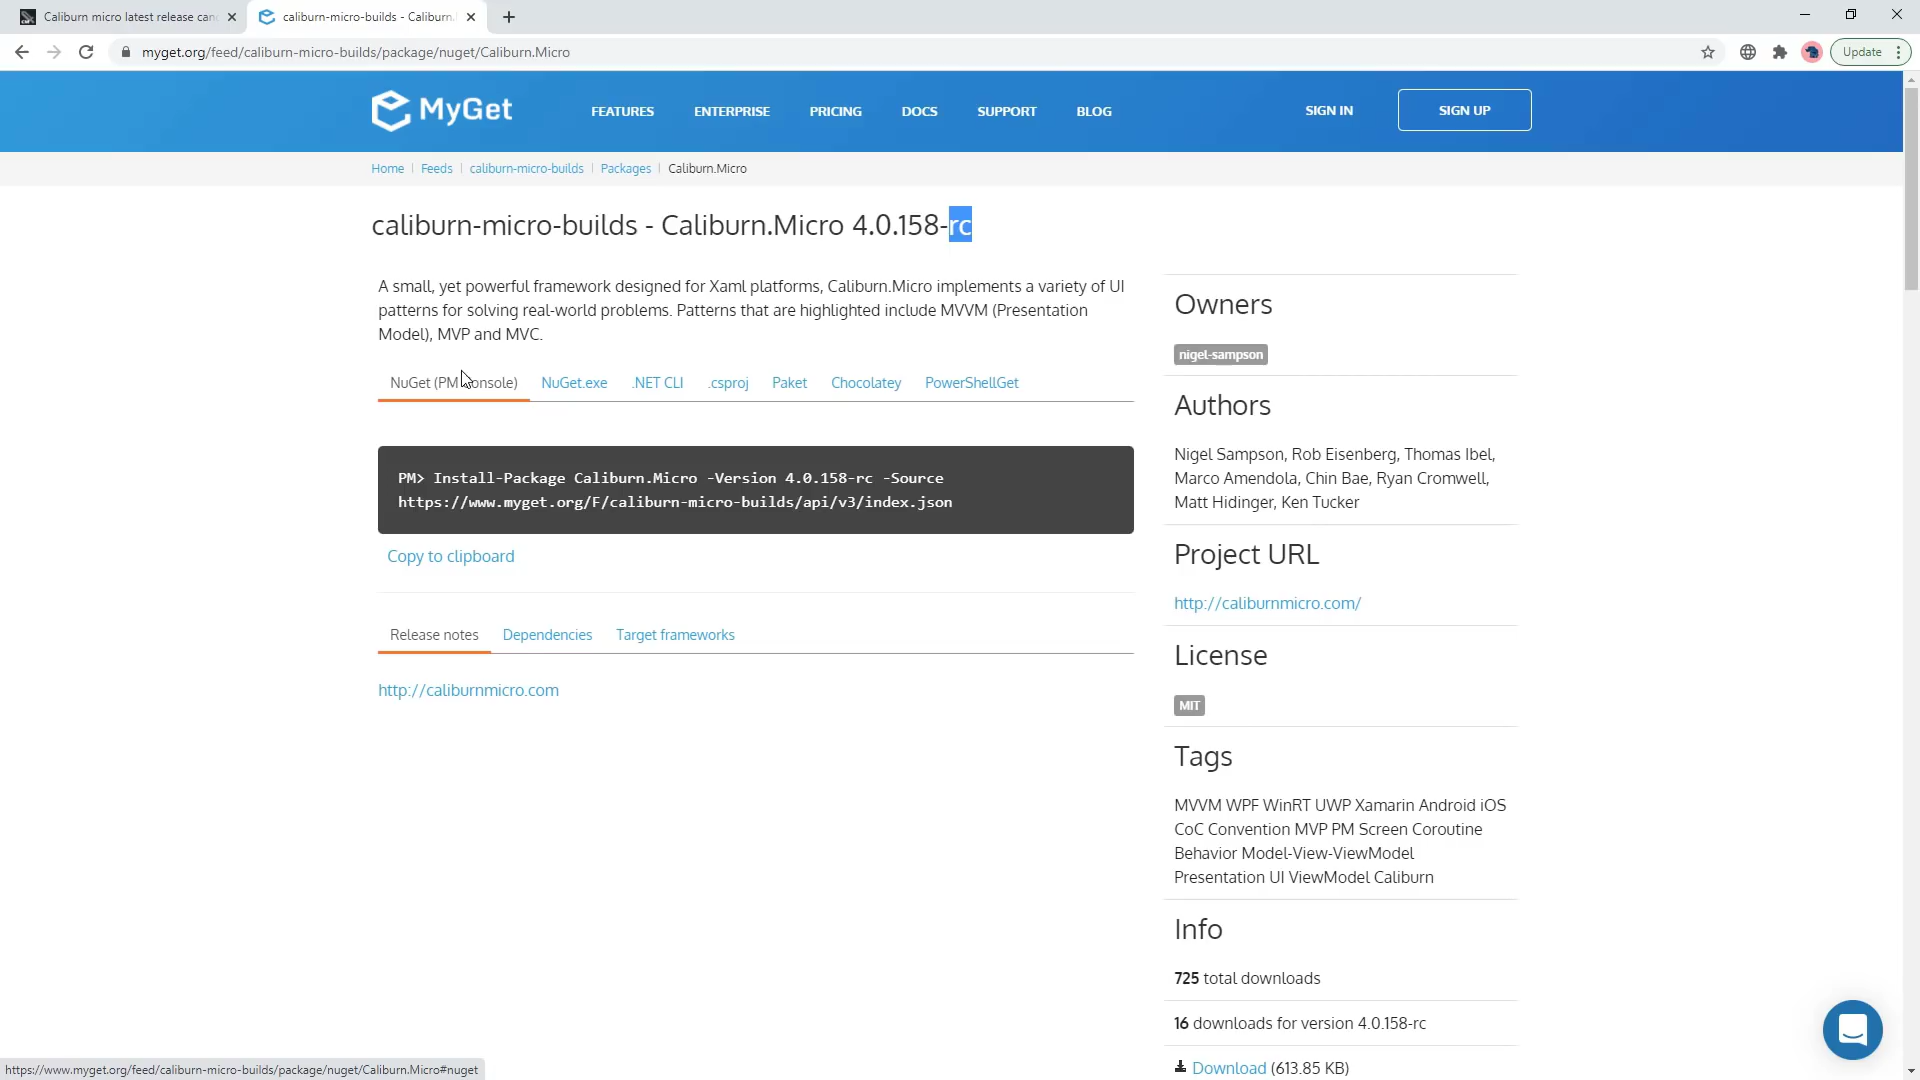 Caliburn micro latest release can
caliburn-micro-builds - Caliburn.
myget.org/feed/caliburn-micro-builds/package/nuget/Caliburn.Micro
Update
MyGet
FEATURES
ENTERPRISE
PRICING
DOCS
SUPPORT
BLOG
SIGN IN
SIGN UP
Home | Feeds | caliburn-micro-builds | Packages | Caliburn.Micro
caliburn-micro-builds - Caliburn.Micro 4.0.158-rc
A small, yet powerful framework designed for Xaml platforms, Caliburn.Micro implements a variety of UI
patterns for solving real-world problems. Patterns that are highlighted include MVVM (Presentation
Model), MVP and MVC.
NuGet (PM Console)
NuGet.exe
.NET CLI
.csproj
Paket
Chocolatey
PowerShellGet
PM> Install-Package Caliburn.Micro -Version 4.0.158-rc -Source
https://www.myget.org/F/caliburn-micro-builds/api/v3/index.json
Copy to clipboard
Release notes
Dependencies
Target frameworks
http://caliburnmicro.com
Owners
nigel-sampson
Authors
Nigel Sampson, Rob Eisenberg, Thomas Ibel,
Marco Amendola, Chin Bae, Ryan Cromwell,
Matt Hidinger, Ken Tucker
Project URL
http://caliburnmicro.com/
License
MIT
Tags
MVVM WPF WinRT UWP Xamarin Android iOS
CoC Convention MVP PM Screen Coroutine
Behavior Model-View-ViewModel
Presentation UI ViewModel Caliburn
Info
725 total downloads
16 downloads for version 4.0.158-rc
Download (613.85 KB)
https://www.myget.org/feed/caliburn-micro-builds/package/nuget/Caliburn.Micro#nuget